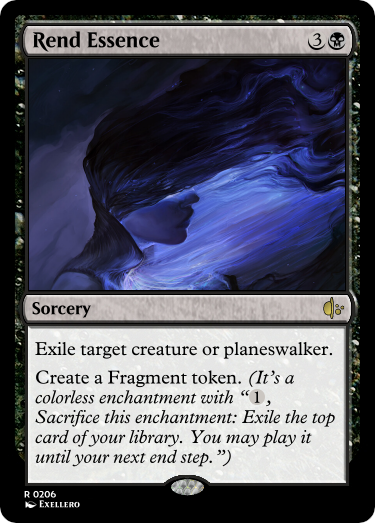 Rend Essence 3
Sorcery
Exile target creature or planeswalker.
Create a Fragment token. (It's a
colorless enchantment with “1,
Sacrifice this enchantment: Exile the top
card of your library. You may play it
until your next end step.”)
R 0206
Exellero